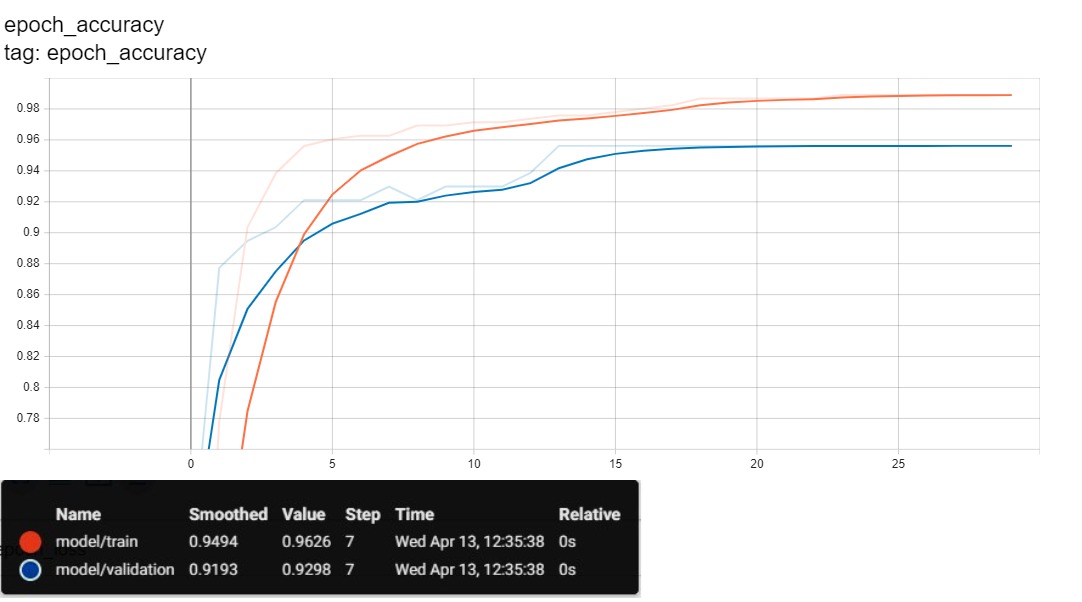 epoch_accuracy
tag: epoch_accuracy
0.98
0.96
0.94
0.92
0.9
0.88
0.86
0.84
0.82
0.8
0.78
0 5 10 15 20 25
Name Smoothed Value Step Time Relative
model/train 0.9494 0.9626 7 Wed Apr 13, 12:35:38 0s
model/validation 0.9193 0.9298 7 Wed Apr 13, 12:35:38 0s